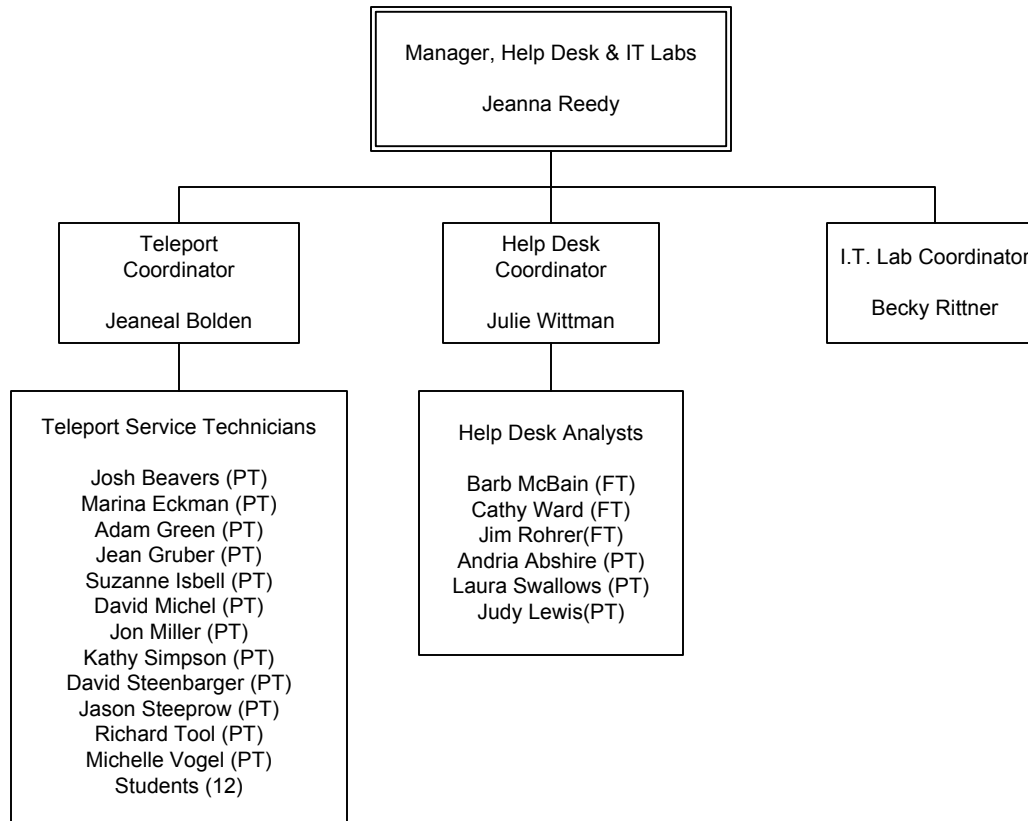 Manager, Help Desk & IT Labs
Jeanna Reedy
Teleport
Coordinator
Jeaneal Bolden
Help Desk
Coordinator
Julie Wittman
I.T. Lab Coordinator
Becky Rittner
Teleport Service Technicians
Josh Beavers (PT)
Marina Eckman (PT)
Adam Green (PT)
Jean Gruber (PT)
Suzanne Isbell (PT)
David Michel (PT)
Jon Miller (PT)
Kathy Simpson (PT)
David Steenbarger (PT)
Jason Steeprow (PT)
Richard Tool (PT)
Michelle Vogel (PT)
Students (12)
Help Desk Analysts
Barb McBain (FT)
Cathy Ward (FT)
Jim Rohrer(FT)
Andria Abshire (PT)
Laura Swallows (PT)
Judy Lewis(PT)